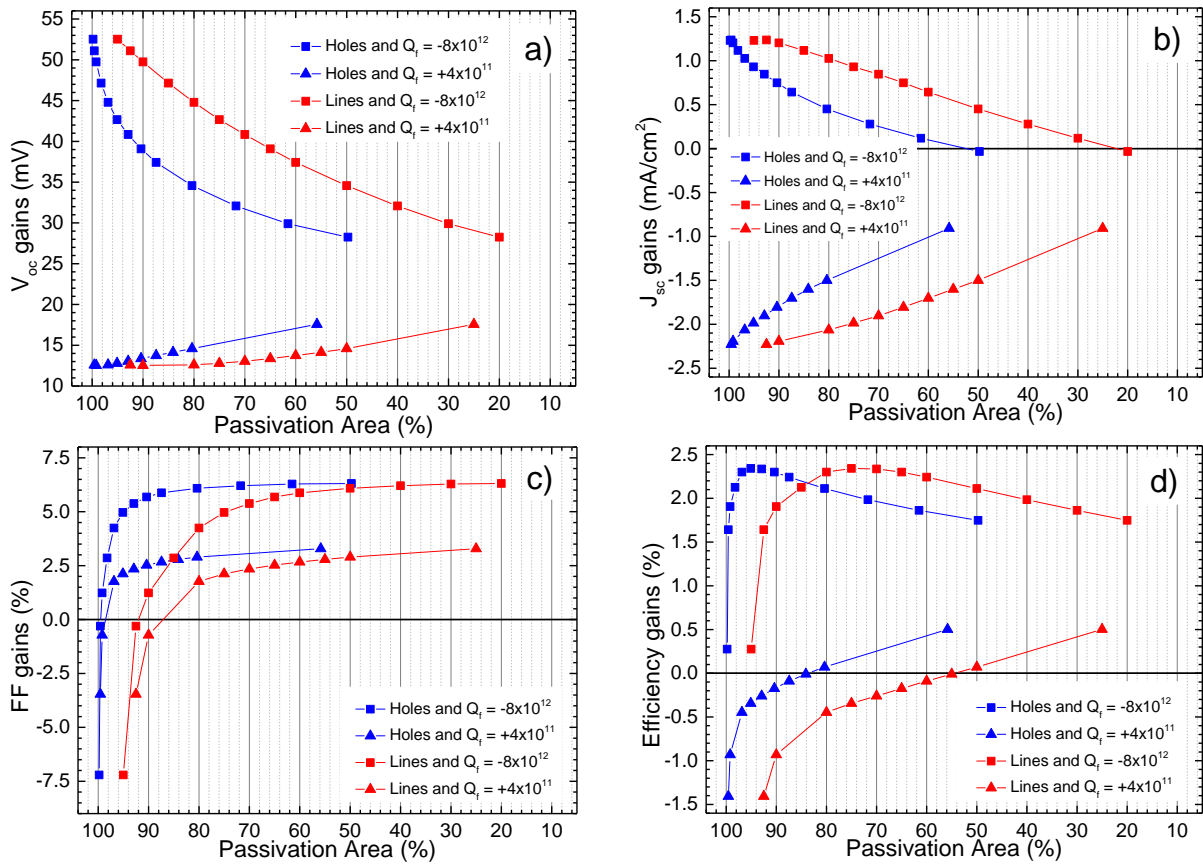 a)
V_oc gains (mV)
55
50
45
40
35
30
25
20
15
10
Holes and Q_f = -8x10^12
Holes and Q_f = +4x10^11
Lines and Q_f = -8x10^12
Lines and Q_f = +4x10^11
100 90 80 70 60 50 40 30 20 10
Passivation Area (%)
b)
J_sc gains (mA/cm^2)
1.5
1.0
0.5
0.0
-0.5
-1.0
-1.5
-2.0
-2.5
Holes and Q_f = -8x10^12
Holes and Q_f = +4x10^11
Lines and Q_f = -8x10^12
Lines and Q_f = +4x10^11
100 90 80 70 60 50 40 30 20 10
Passivation Area (%)
c)
FF gains (%)
7.5
5.0
2.5
0.0
-2.5
-5.0
-7.5
Holes and Q_f = -8x10^12
Holes and Q_f = +4x10^11
Lines and Q_f = -8x10^12
Lines and Q_f = +4x10^11
100 90 80 70 60 50 40 30 20 10
Passivation Area (%)
d)
Efficiency gains (%)
2.5
2.0
1.5
1.0
0.5
0.0
-0.5
-1.0
-1.5
Holes and Q_f = -8x10^12
Holes and Q_f = +4x10^11
Lines and Q_f = -8x10^12
Lines and Q_f = +4x10^11
100 90 80 70 60 50 40 30 20 10
Passivation Area (%)